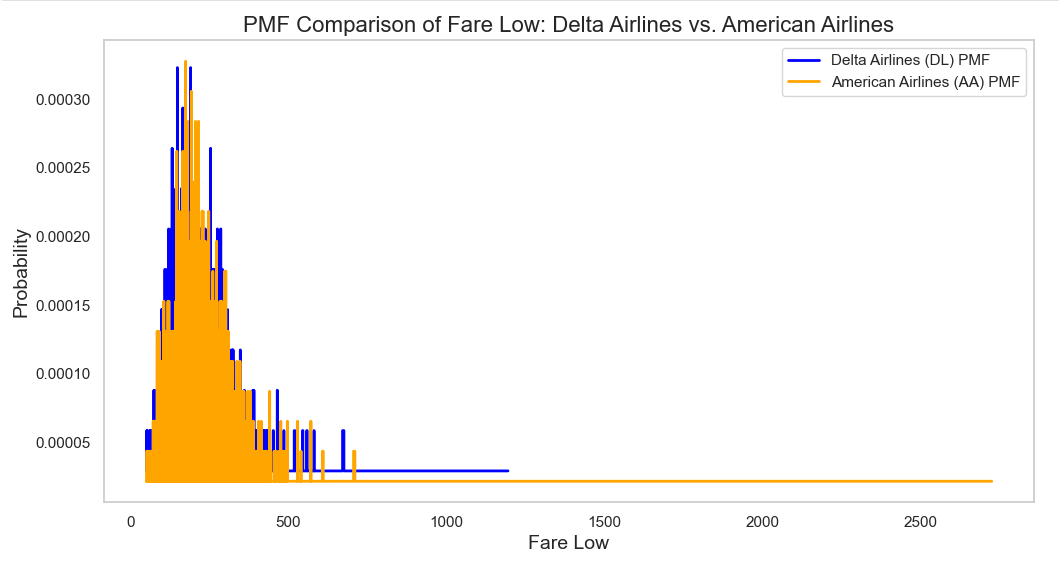 PMF Comparison of Fare Low: Delta Airlines vs. American Airlines
Delta Airlines (DL) PMF
American Airlines (AA) PMF
0.00030
0.00025
0.00020
0.00015
0.00010
0.00005
Probability
0 500 1000 1500 2000 2500
Fare Low